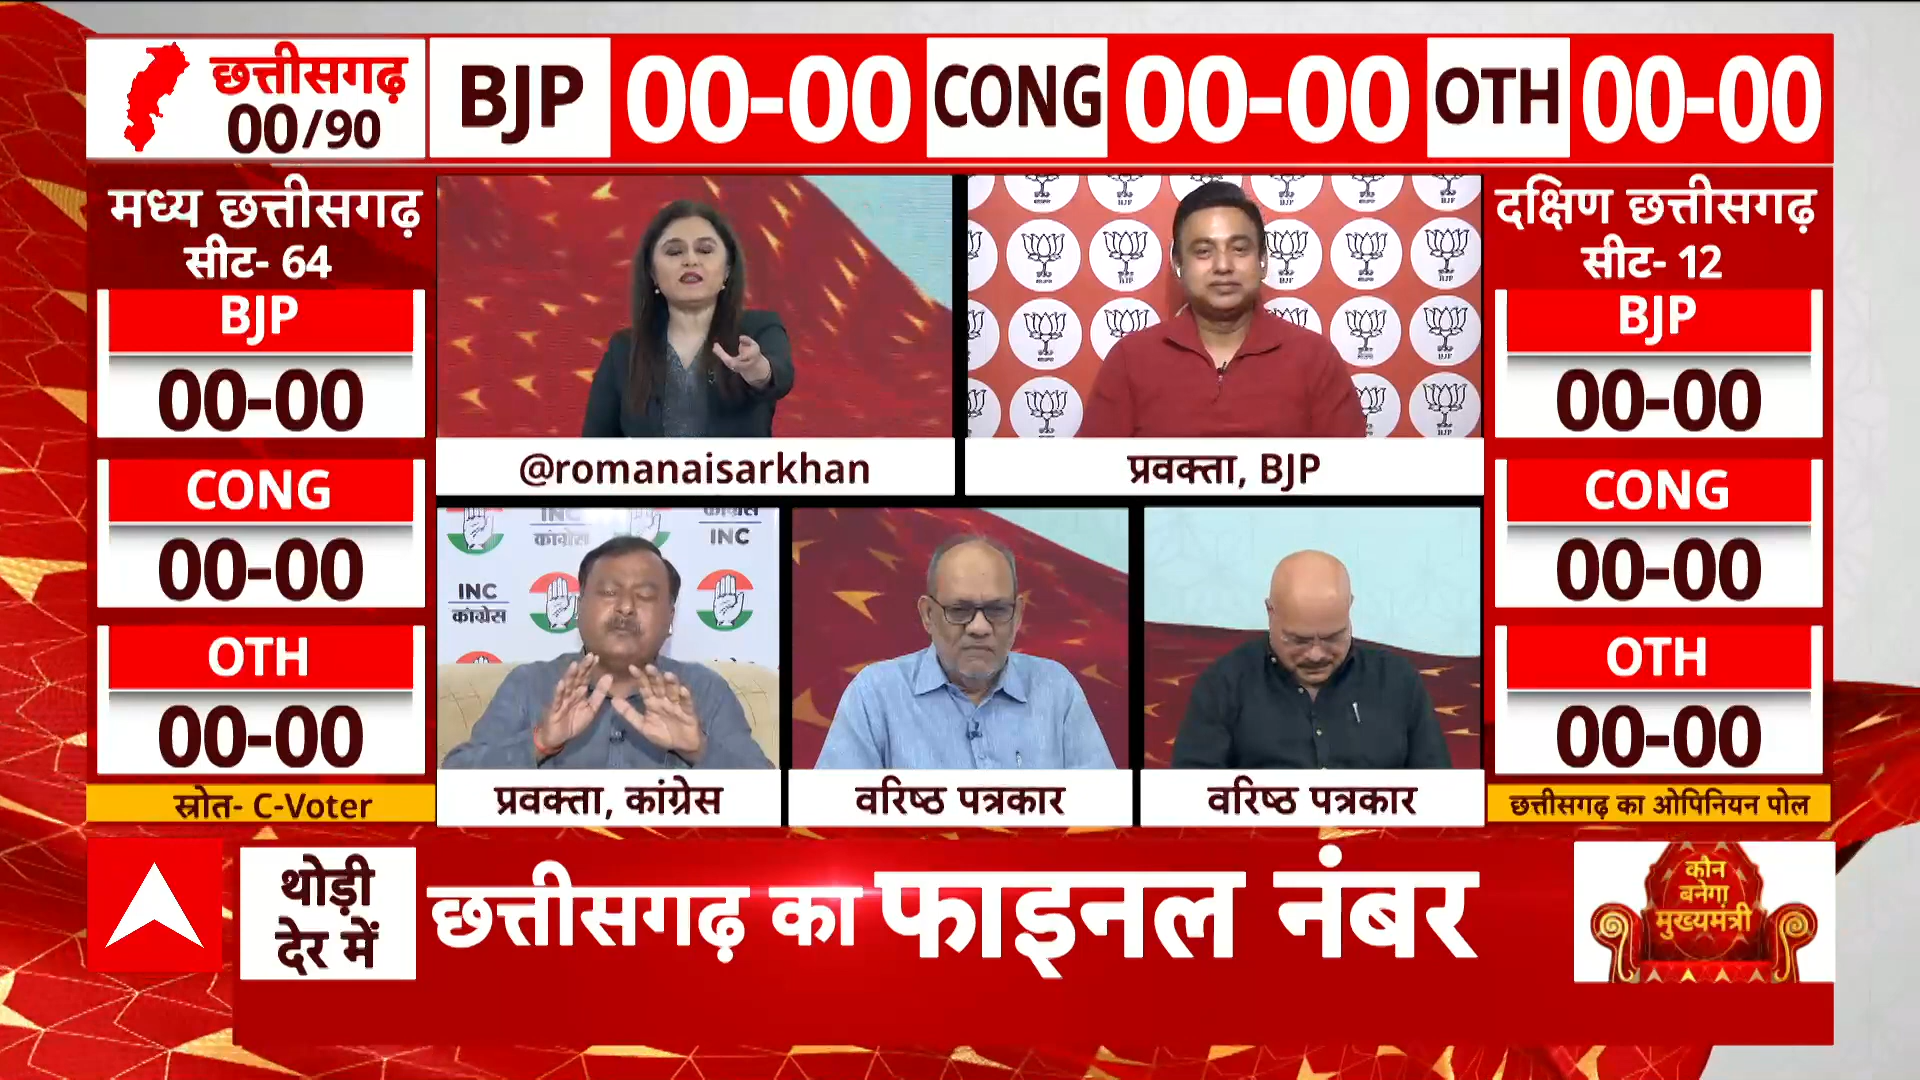 छत्तीसगढ़
00/90
BJP
00-00
CONG
00-00
OTH
00-00
मध्य छत्तीसगढ़
सीट- 64
BJP
00-00
CONG
00-00
OTH
00-00
स्रोत- C-Voter
@romanaisarkhan
प्रवक्ता, BJP
INC
कांग्रेस
कांग्रेस
INC
INC
कांग्रेस
प्रवक्ता, कांग्रेस
वरिष्ठ पत्रकार
वरिष्ठ पत्रकार
दक्षिण छत्तीसगढ़
सीट- 12
BJP
00-00
CONG
00-00
OTH
00-00
छत्तीसगढ़ का ओपिनियन पोल
थोड़ी
देर में
छत्तीसगढ़ का फाइनल नंबर
कौन
बनेगा
मुख्यमंत्री